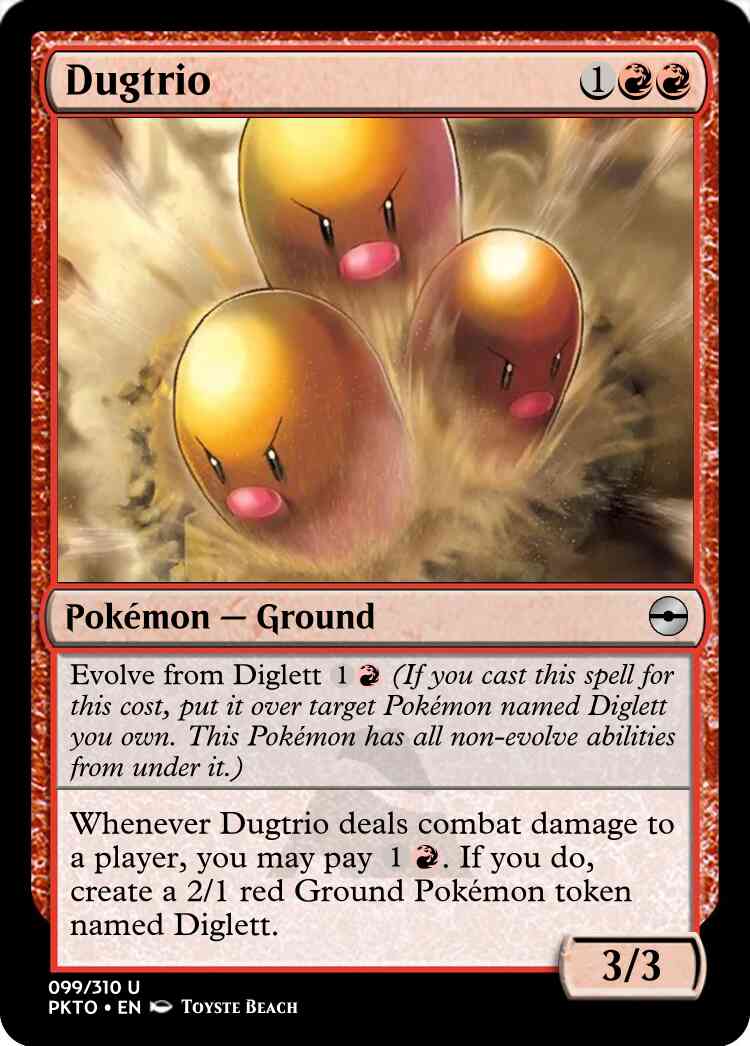 Dugtrio 1
Pokémon — Ground
Evolve from Diglett 1 (If you cast this spell for
this cost, put it over target Pokémon named Diglett
you own. This Pokémon has all non-evolve abilities
from under it.)
Whenever Dugtrio deals combat damage to
a player, you may pay 1 . If you do,
create a 2/1 red Ground Pokémon token
named Diglett.
3/3
099/310 U
PKTO • EN Toyste Beach